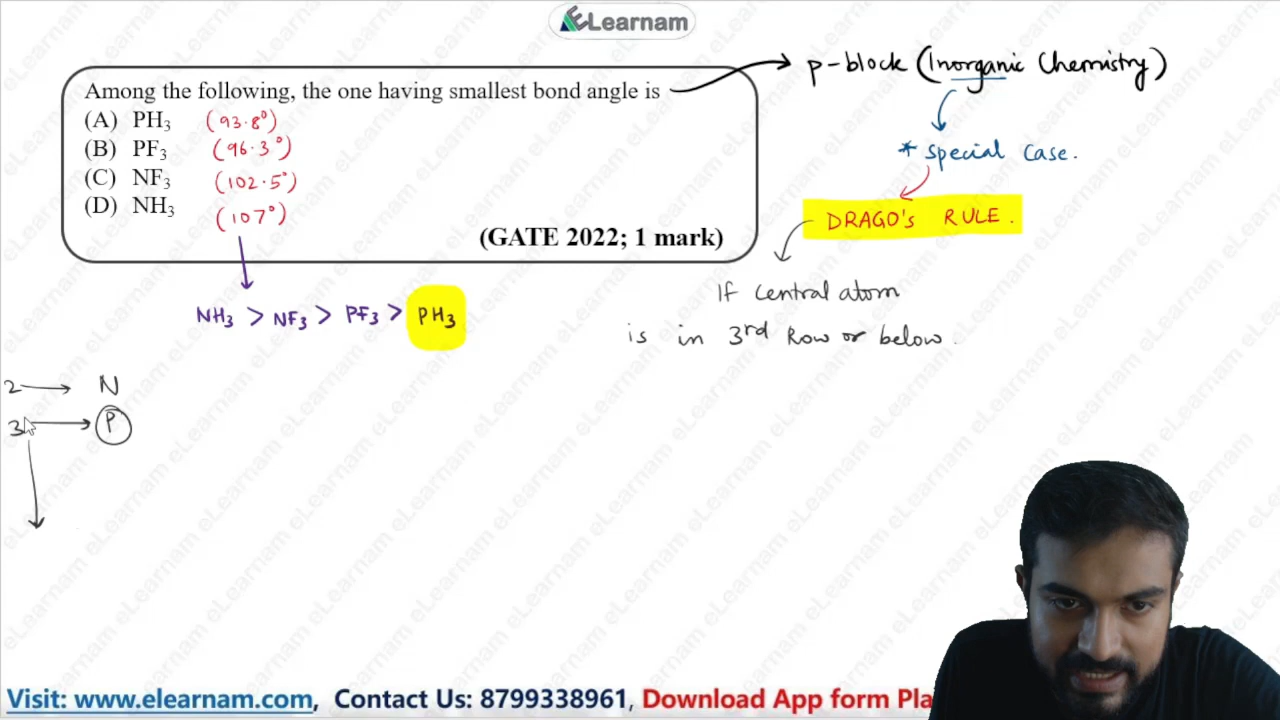 eLearnam
Among the following, the one having smallest bond angle is
(A) PH3 (93.8°)
(B) PF3 (96.3°)
(C) NF3 (102.5°)
(D) NH3 (107°)
(GATE 2022; 1 mark)
p-block (Inorganic Chemistry)
* special case.
DRAGO's RULE.
If central atom
is in 3rd Row or below.
NH3 > NF3 > PF3 > PH3
2 → N
3 → P
Visit: www.elearnam.com, Contact Us: 8799338961, Download App form Pla